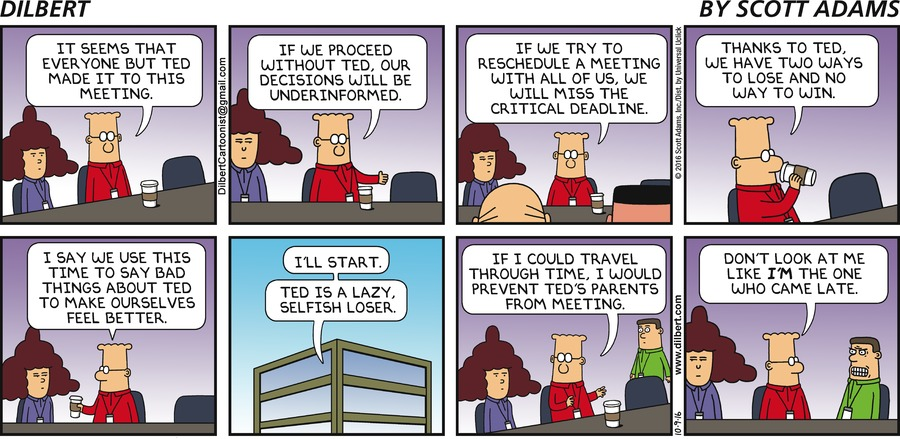 DILBERT
BY SCOTT ADAMS
IT SEEMS THAT
EVERYONE BUT TED
MADE IT TO THIS
MEETING.
DilbertCartoonist@gmail.com
IF WE PROCEED
WITHOUT TED, OUR
DECISIONS WILL BE
UNDERINFORMED.
IF WE TRY TO
RESCHEDULE A MEETING
WITH ALL OF US, WE
WILL MISS THE
CRITICAL DEADLINE.
© 2016 Scott Adams, Inc./Dist. by Universal Uclick
THANKS TO TED,
WE HAVE TWO WAYS
TO LOSE AND NO
WAY TO WIN.
I SAY WE USE THIS
TIME TO SAY BAD
THINGS ABOUT TED
TO MAKE OURSELVES
FEEL BETTER.
I'LL START.
TED IS A LAZY,
SELFISH LOSER.
IF I COULD TRAVEL
THROUGH TIME, I WOULD
PREVENT TED'S PARENTS
FROM MEETING.
10-9-16
www.dilbert.com
DON'T LOOK AT ME
LIKE I'M THE ONE
WHO CAME LATE.